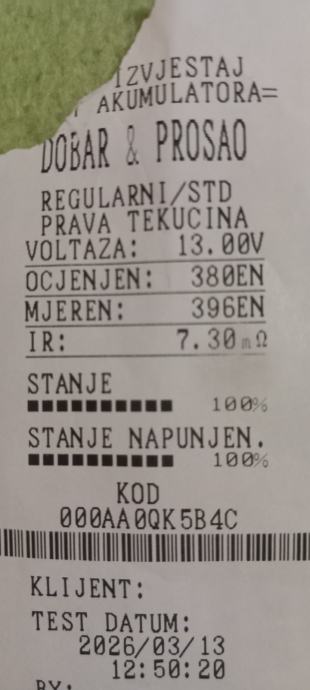 IZVJESTAJ
AKUMULATORA=
DOBAR & PROSAO
REGULARNI/STD
PRAVA TEKUCINA
VOLTAZA: 13.00V
OCJENJEN: 380EN
MJEREN: 396EN
IR: 7.30mΩ
STANJE
■■■■■■■■■■ 100%
STANJE NAPUNJEN.
■■■■■■■■■■ 100%
KOD
000AA0QK5B4C
KLIJENT:
TEST DATUM:
2026/03/13
12:50:20
BY: